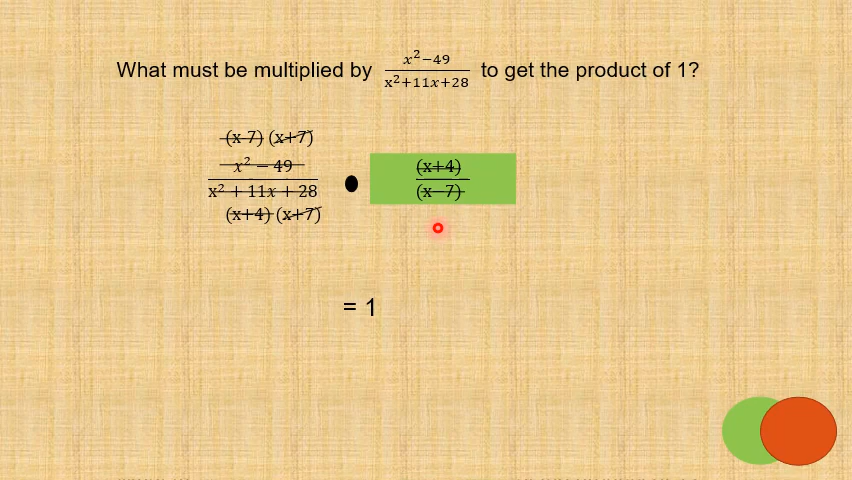 What must be multiplied by x²−49 / x²+11x+28 to get the product of 1?
(x-7) (x+7)
x² − 49
x² + 11x + 28
(x+4) (x+7)
•
(x+4)
(x−7)
= 1